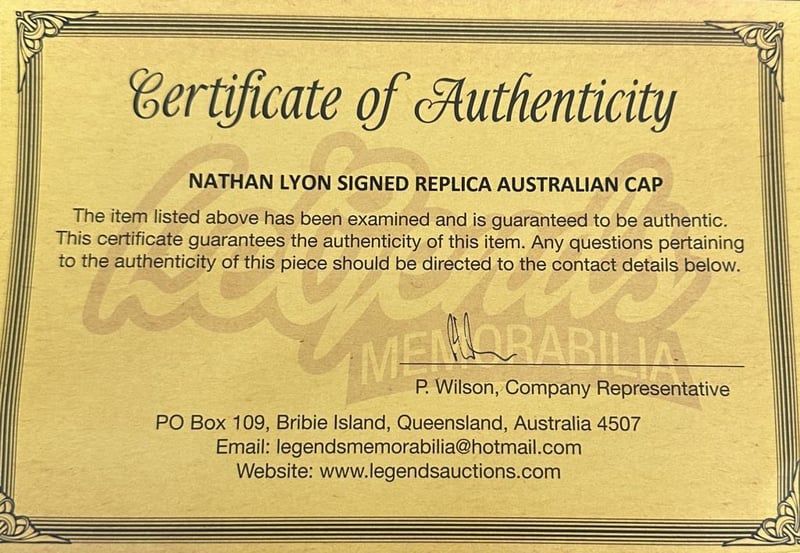 Certificate of Authenticity
NATHAN LYON SIGNED REPLICA AUSTRALIAN CAP
The item listed above has been examined and is guaranteed to be authentic.
This certificate guarantees the authenticity of this item. Any questions pertaining
to the authenticity of this piece should be directed to the contact details below.
Legends
MEMORABILIA
P. Wilson, Company Representative
PO Box 109, Bribie Island, Queensland, Australia 4507
Email: legendsmemorabilia@hotmail.com
Website: www.legendsauctions.com